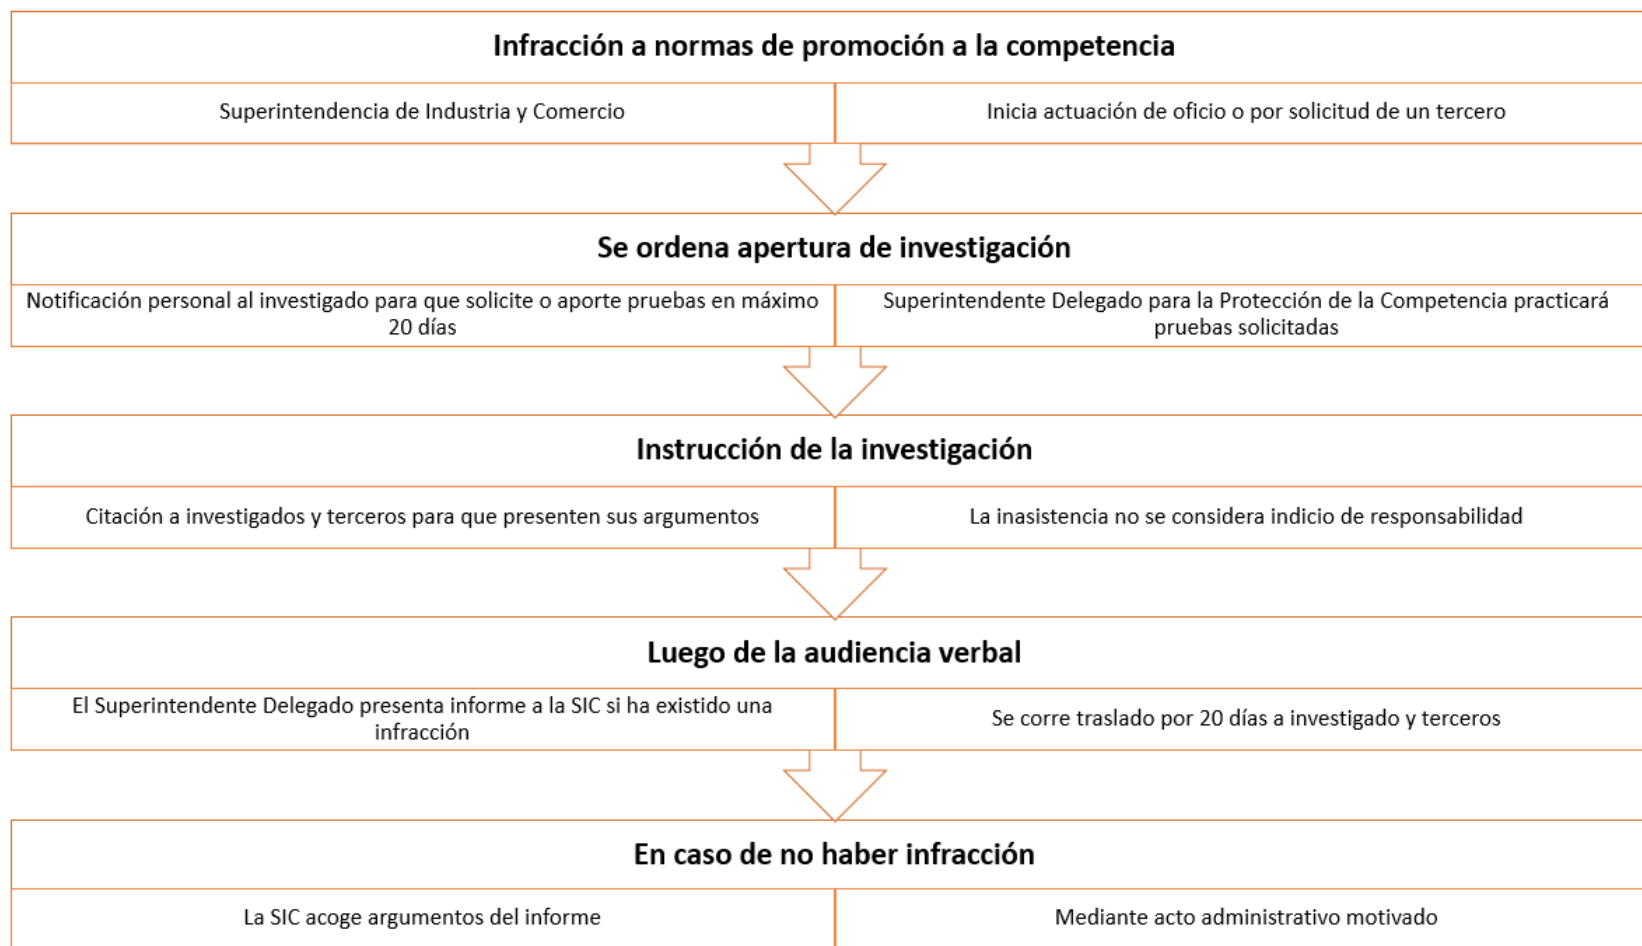 Infracción a normas de promoción a la competencia
Superintendencia de Industria y Comercio
Inicia actuación de oficio o por solicitud de un tercero
Se ordena apertura de investigación
Notificación personal al investigado para que solicite o aporte pruebas en máximo
20 días
Superintendente Delegado para la Protección de la Competencia practicará
pruebas solicitadas
Instrucción de la investigación
Citación a investigados y terceros para que presenten sus argumentos
La inasistencia no se considera indicio de responsabilidad
Luego de la audiencia verbal
El Superintendente Delegado presenta informe a la SIC si ha existido una
infracción
Se corre traslado por 20 días a investigado y terceros
En caso de no haber infracción
La SIC acoge argumentos del informe
Mediante acto administrativo motivado